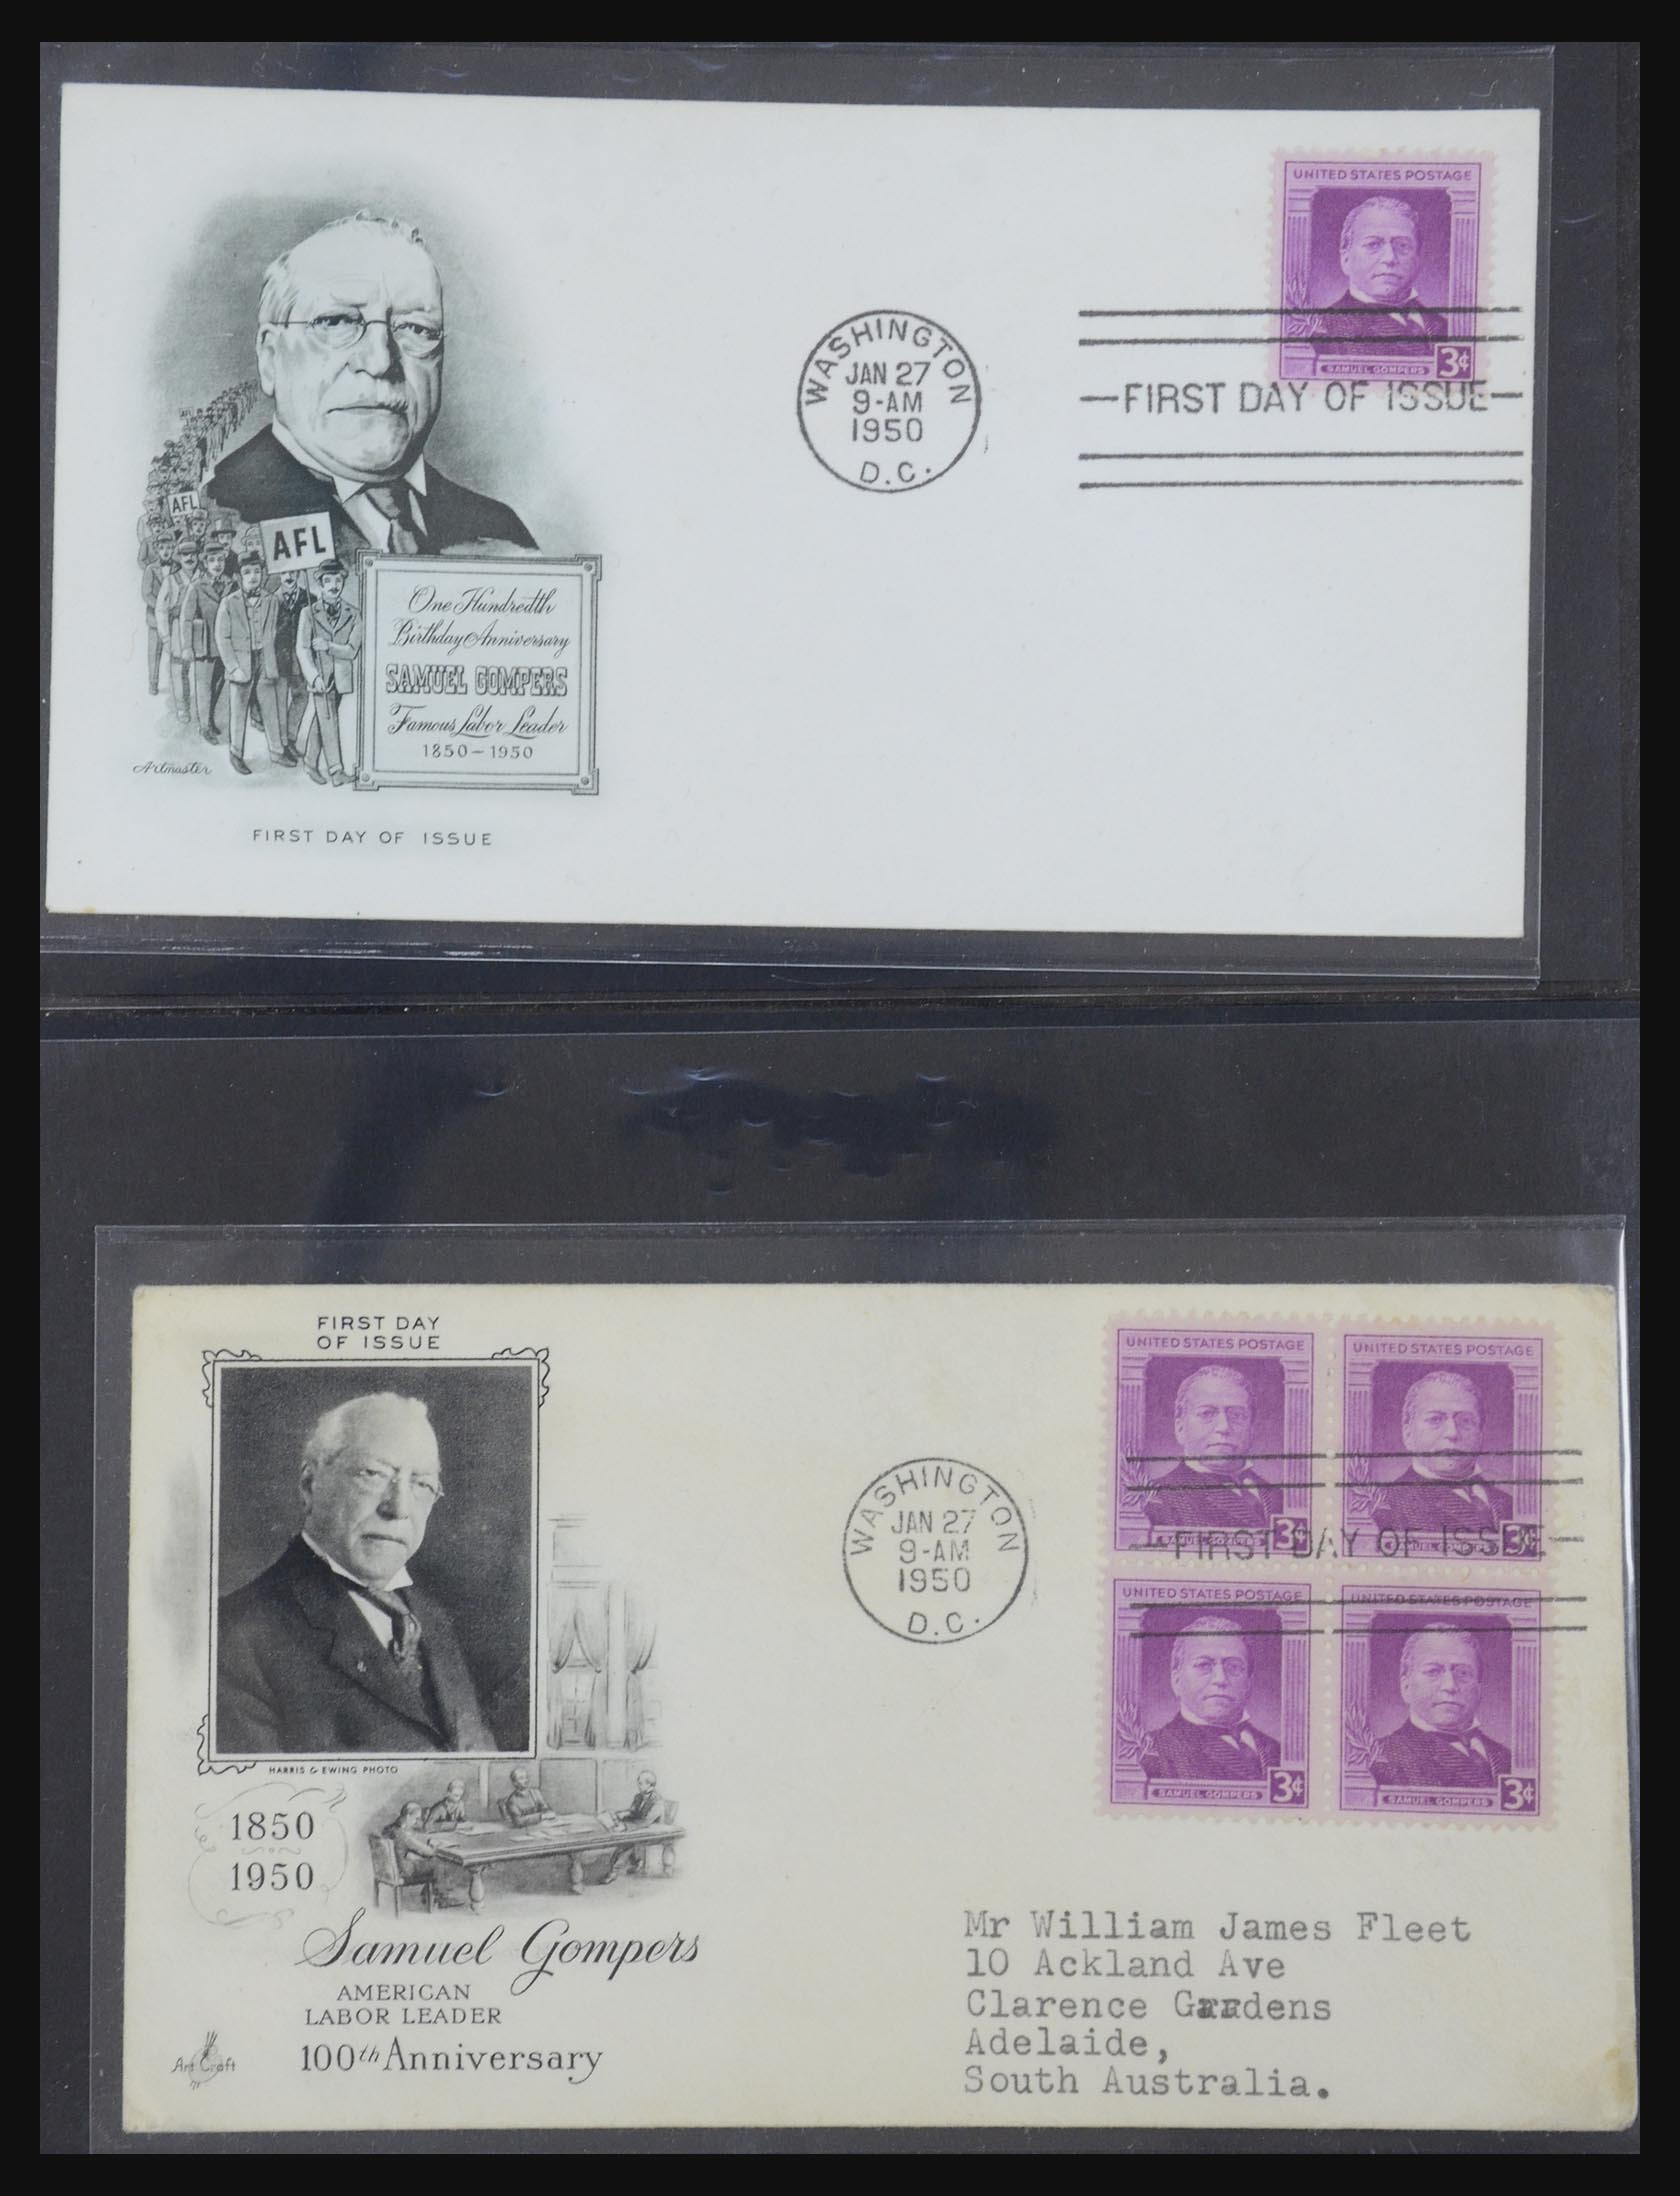 UNITED STATES POSTAGE
SAMUEL GOMPERS
3¢
WASHINGTON
JAN 27
9-AM
1950
D.C.
—FIRST DAY OF ISSUE—
AFL
AFL
One Hundredth
Birthday Anniversary
SAMUEL GOMPERS
Famous Labor Leader
1850-1950
Artmaster
FIRST DAY OF ISSUE
FIRST DAY
OF ISSUE
HARRIS & EWING PHOTO
1850
1950
Samuel Gompers
AMERICAN
LABOR LEADER
100th Anniversary
Art Craft
WASHINGTON
JAN 27
9-AM
1950
D.C.
UNITED STATES POSTAGE
UNITED STATES POSTAGE
SAMUEL GOMPERS
3¢
SAMUEL GOMPERS
3¢
—FIRST DAY OF ISSUE—
UNITED STATES POSTAGE
UNITED STATES POSTAGE
SAMUEL GOMPERS
3¢
SAMUEL GOMPERS
3¢
Mr William James Fleet
10 Ackland Ave
Clarence Gardens
Adelaide,
South Australia.